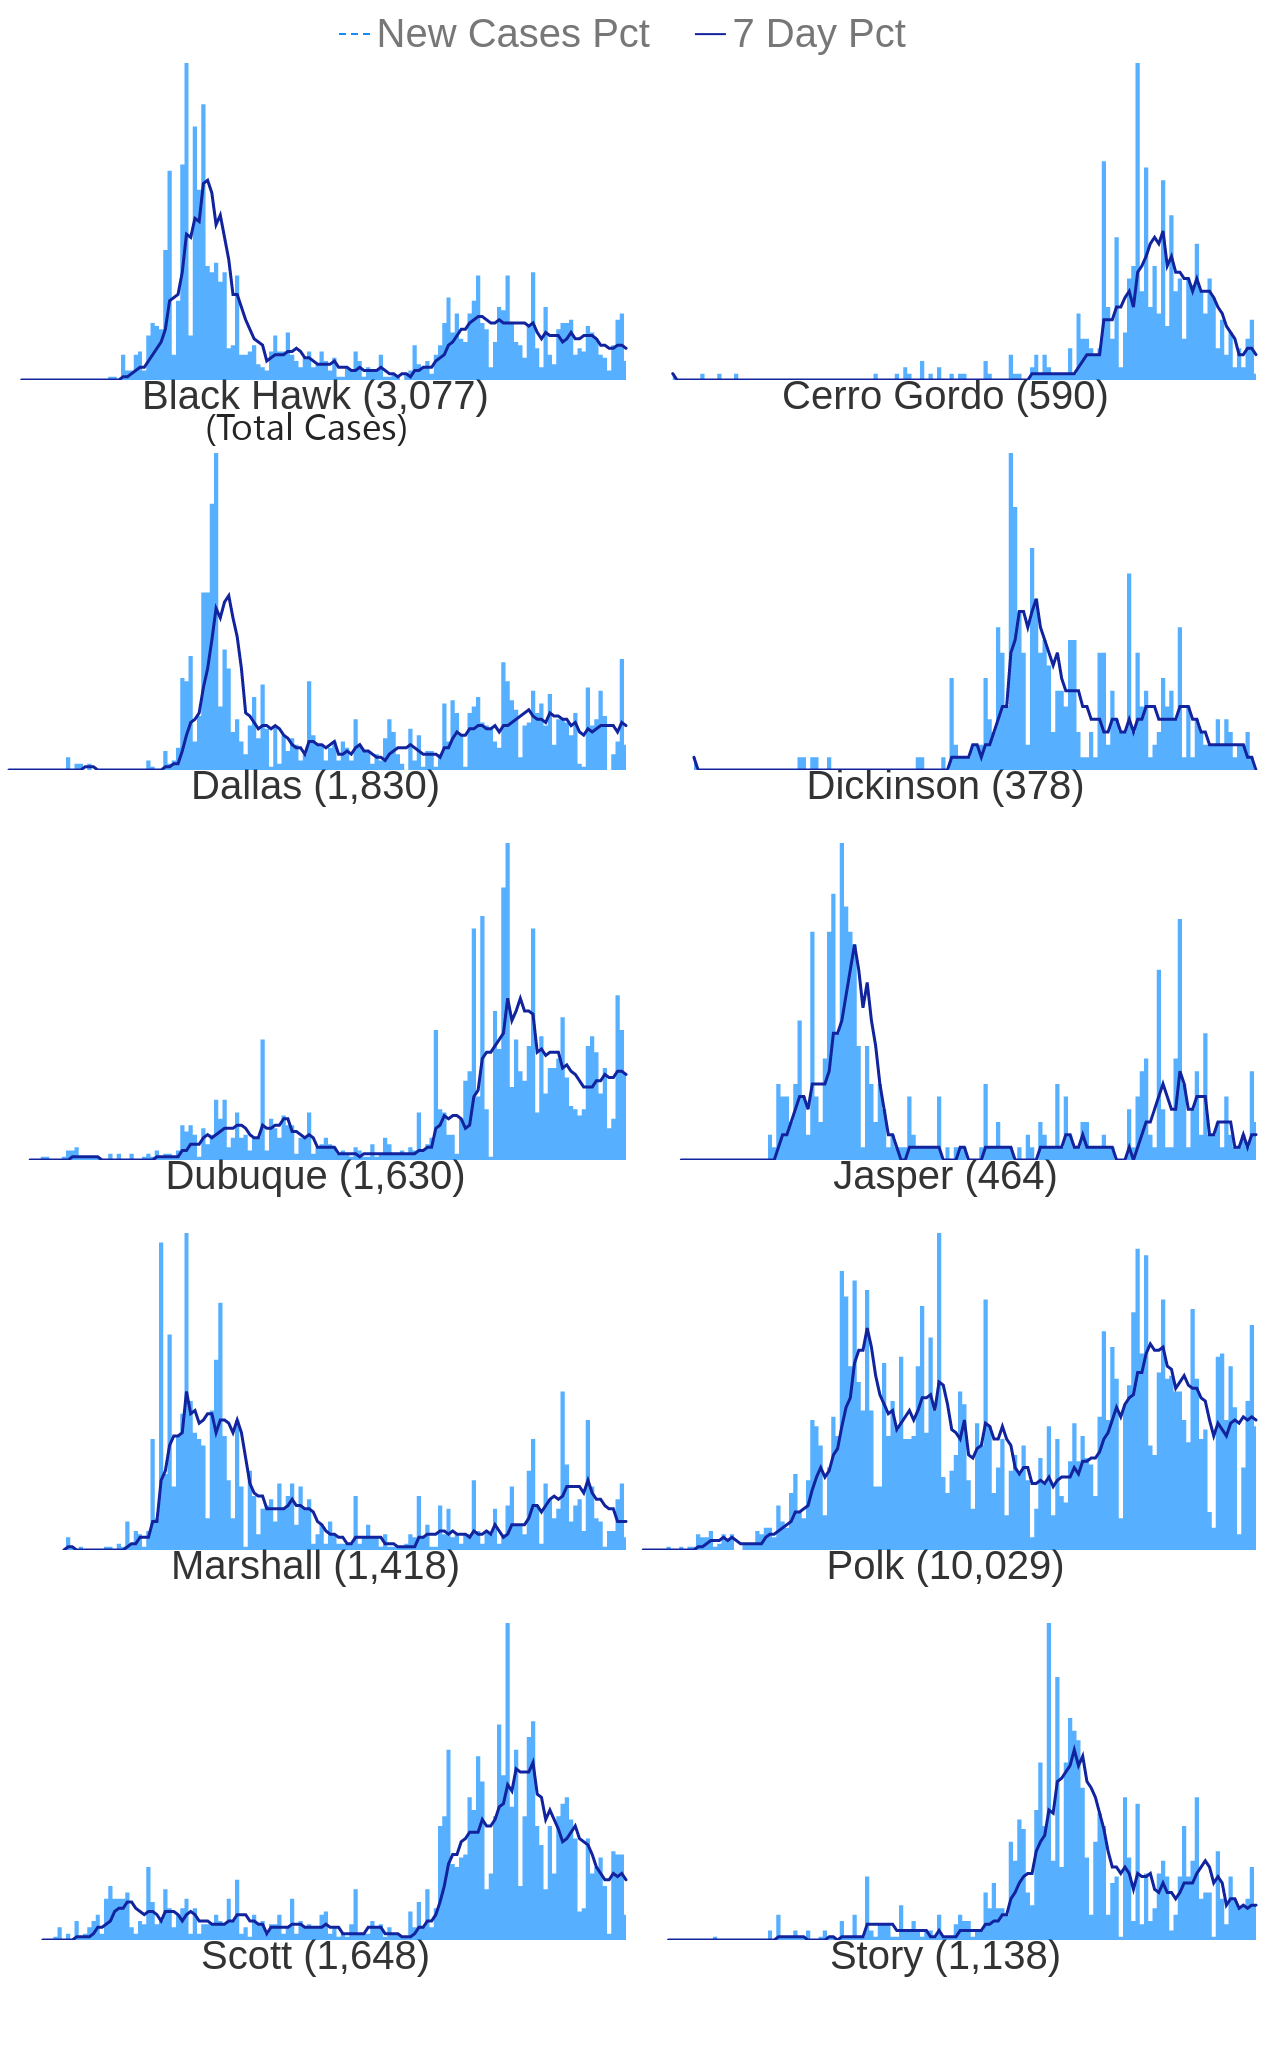 New Cases Pct 7 Day Pct
Black Hawk (3,077) Cerro Gordo (590)
(Total Cases)
Dallas (1,830) Dickinson (378)
Dubuque (1,630) Jasper (464)
Marshall (1,418) Polk (10,029)
Scott (1,648) Story (1,138)